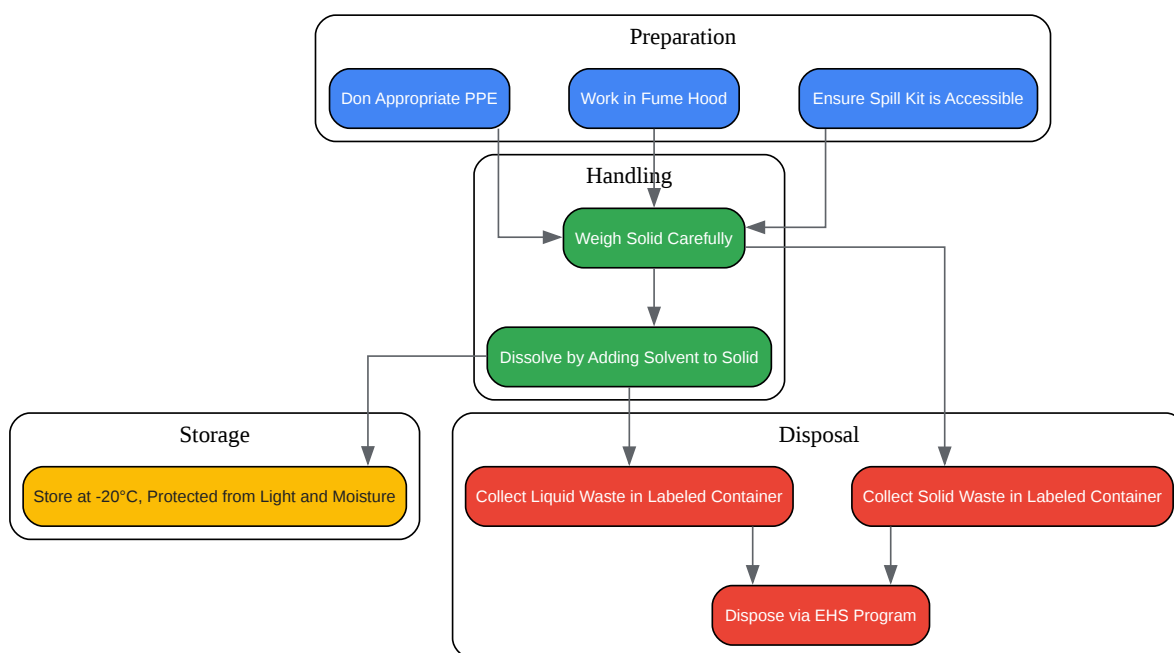 Preparation
Don Appropriate PPE
Work in Fume Hood
Ensure Spill Kit is Accessible
Handling
Weigh Solid Carefully
Dissolve by Adding Solvent to Solid
Storage
Store at -20°C, Protected from Light and Moisture
Disposal
Collect Liquid Waste in Labeled Container
Collect Solid Waste in Labeled Container
Dispose via EHS Program